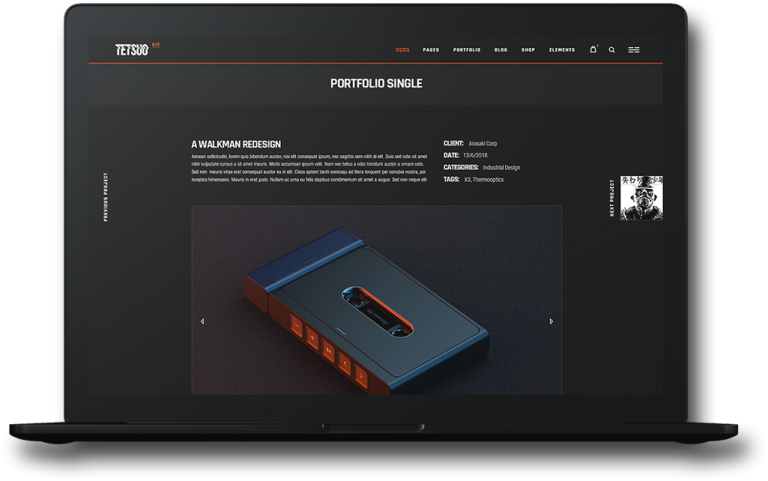 TETSUO
PAGES
PORTFOLIO
BLOG
SHOP
ELEMENTS
PORTFOLIO SINGLE
A WALKMAN REDESIGN
Aenean sollicitudin, lorem quis bibendum auctor, nisi elit consequat ipsum, nec sagittis sem nibh id elit. Duis sed odio sit amet
nibh vulputate cursus a sit amet mauris. Morbi accumsan ipsum velit. Nam nec tellus a odio tincidunt auctor a ornare odio.
Sed non mauris vitae erat consequat auctor eu in elit. Class aptent taciti sociosqu ad litora torquent per conubia nostra, per
inceptos himenaeos. Mauris in erat justo. Nullam ac urna eu felis dapibus condimentum sit amet a augue. Sed non neque elit.
CLIENT: Arasaki Corp
DATE: 13/6/2018
CATEGORIES: Industrial Design
TAGS: X3, Thermooptics
PREVIOUS PROJECT
NEXT PROJECT